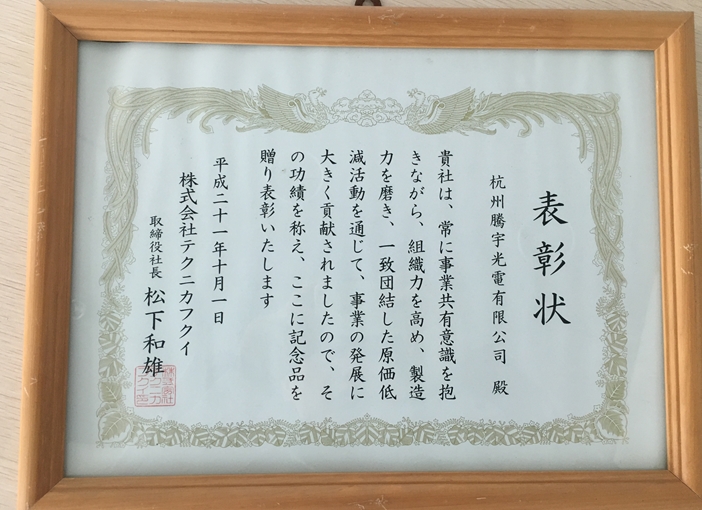 表彰状
杭州騰宇光電有限公司 殿
貴社は、常に事業共有意識を抱
きながら、組織力を高め、製造
力を磨き、一致団結した原価低
減活動を通じて、事業の発展に
大きく貢献されましたので、そ
の功績を称え、ここに記念品を
贈り表彰いたします
平成二十一年十月一日
株式会社テクニカフクイ
取締役社長 松下和雄